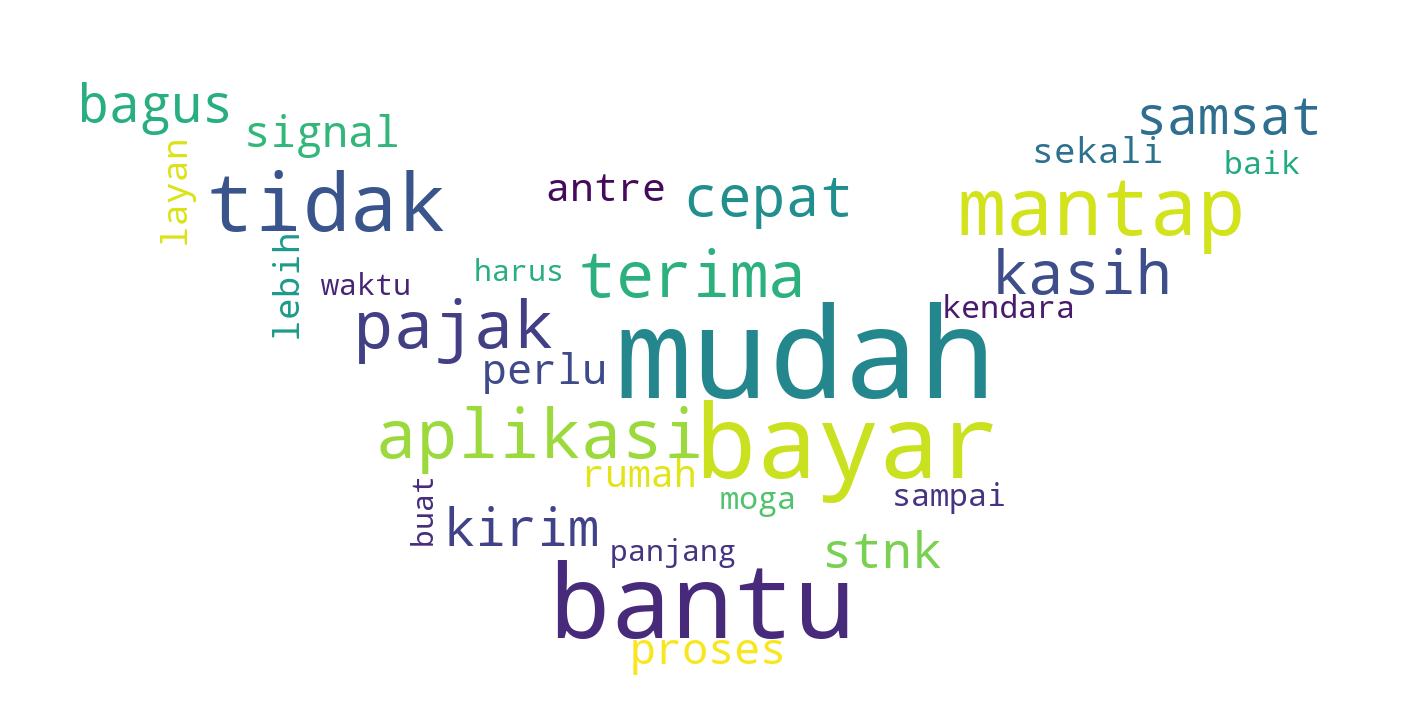 bagus
samsat
signal
sekali
baik
layan
tidak
antre
cepat
mantap
lebih
waktu
harus
terima
kasih
kendara
pajak
perlu
mudah
aplikasi
bayar
rumah
moga
sampai
buat
kirim
panjang
stnk
bantu
proses